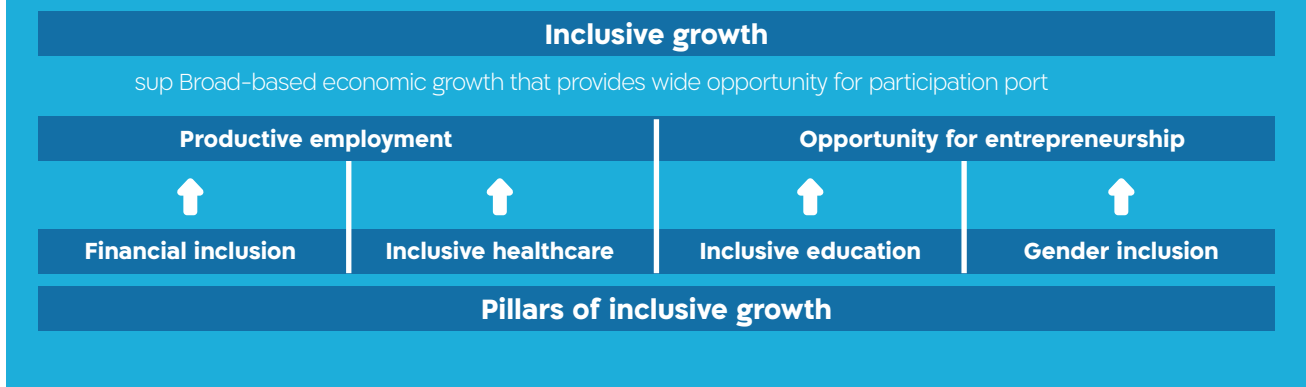 Inclusive growth
sup Broad-based economic growth that provides wide opportunity for participation port
Productive employment
Opportunity for entrepreneurship
Financial inclusion
Inclusive healthcare
Inclusive education
Gender inclusion
Pillars of inclusive growth